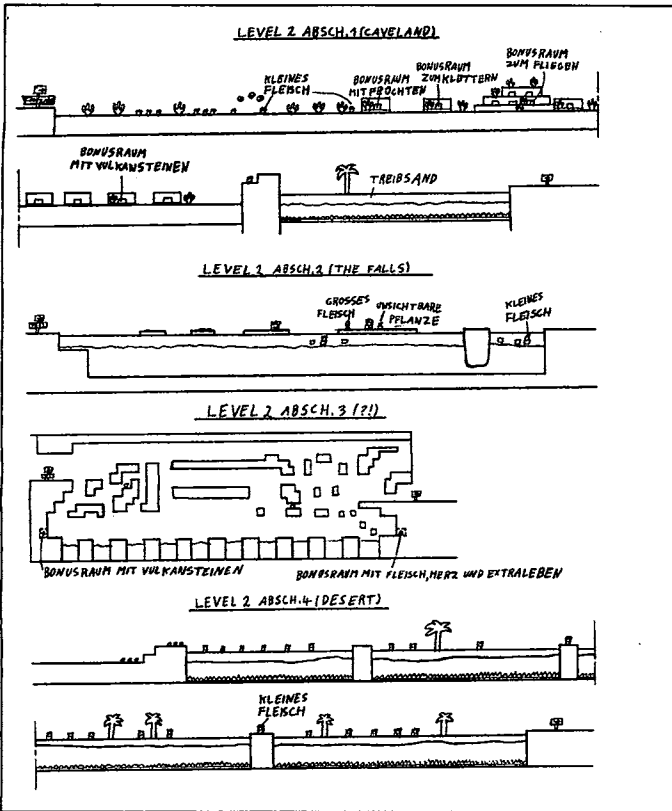 LEVEL 2 ABSCH.1 (CAVELAND)
KLEINES
FLEISCH
BONUSRAUM
MIT FRÜCHTEN
BONUSRAUM
ZUM KLETTERN
BONUSRAUM
ZUM FLIEGEN
BONUSRAUM
MIT VULKANSTEINEN
TREIBSAND
LEVEL 2 ABSCH.2 (THE FALLS)
GROSSES
FLEISCH
UNSICHTBARE
PFLANZE
KLEINES
FLEISCH
LEVEL 2 ABSCH.3 (?!)
BONUSRAUM MIT VULKANSTEINEN
BONUSRAUM MIT FLEISCH, HERZ UND EXTRALEBEN
LEVEL 2 ABSCH.4 (DESERT)
KLEINES
FLEISCH